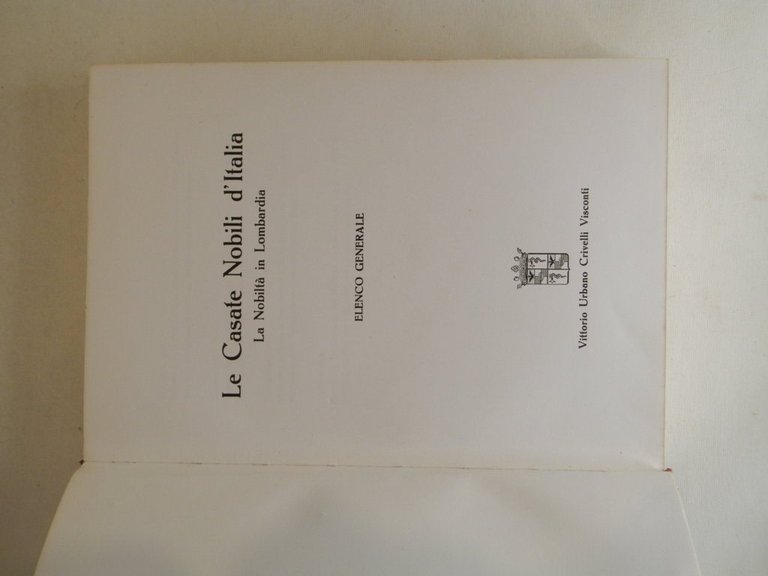 Le Casate Nobili d'Italia
La Nobiltà in Lombardia
ELENCO GENERALE
Vittorio Urbano Crivelli Visconti